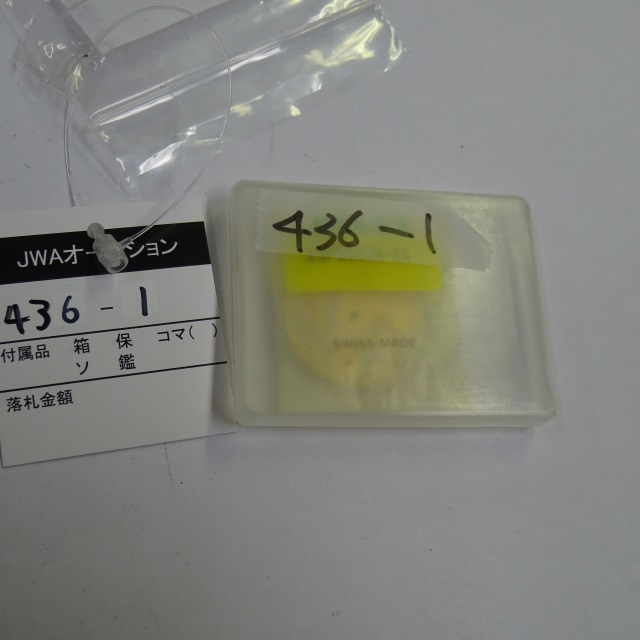 JWAオークション
436-1
付属品 箱 保 コマ( )
ソ 鑑
落札金額
436-1
SWISS MADE